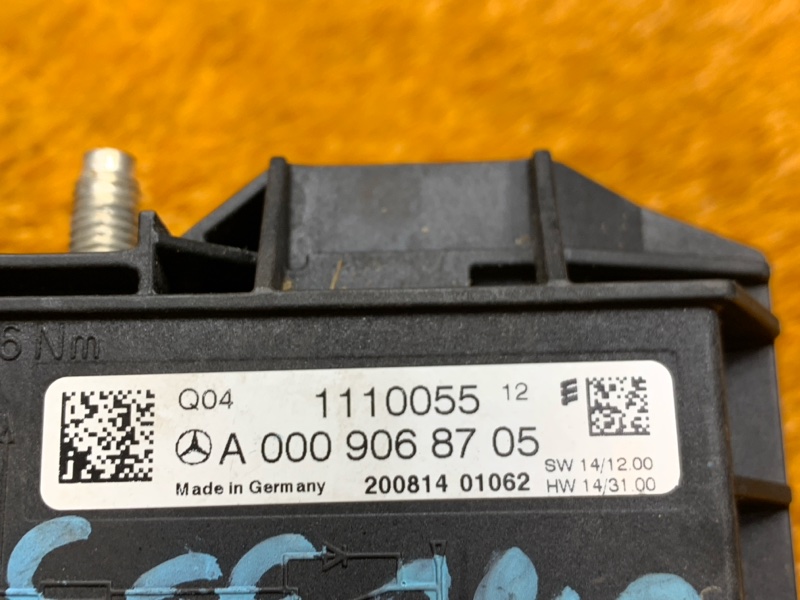 6 Nm
Q04 1110055 12
A 000 906 87 05
SW 14/12.00
Made in Germany 200814 01062 HW 14/31.00